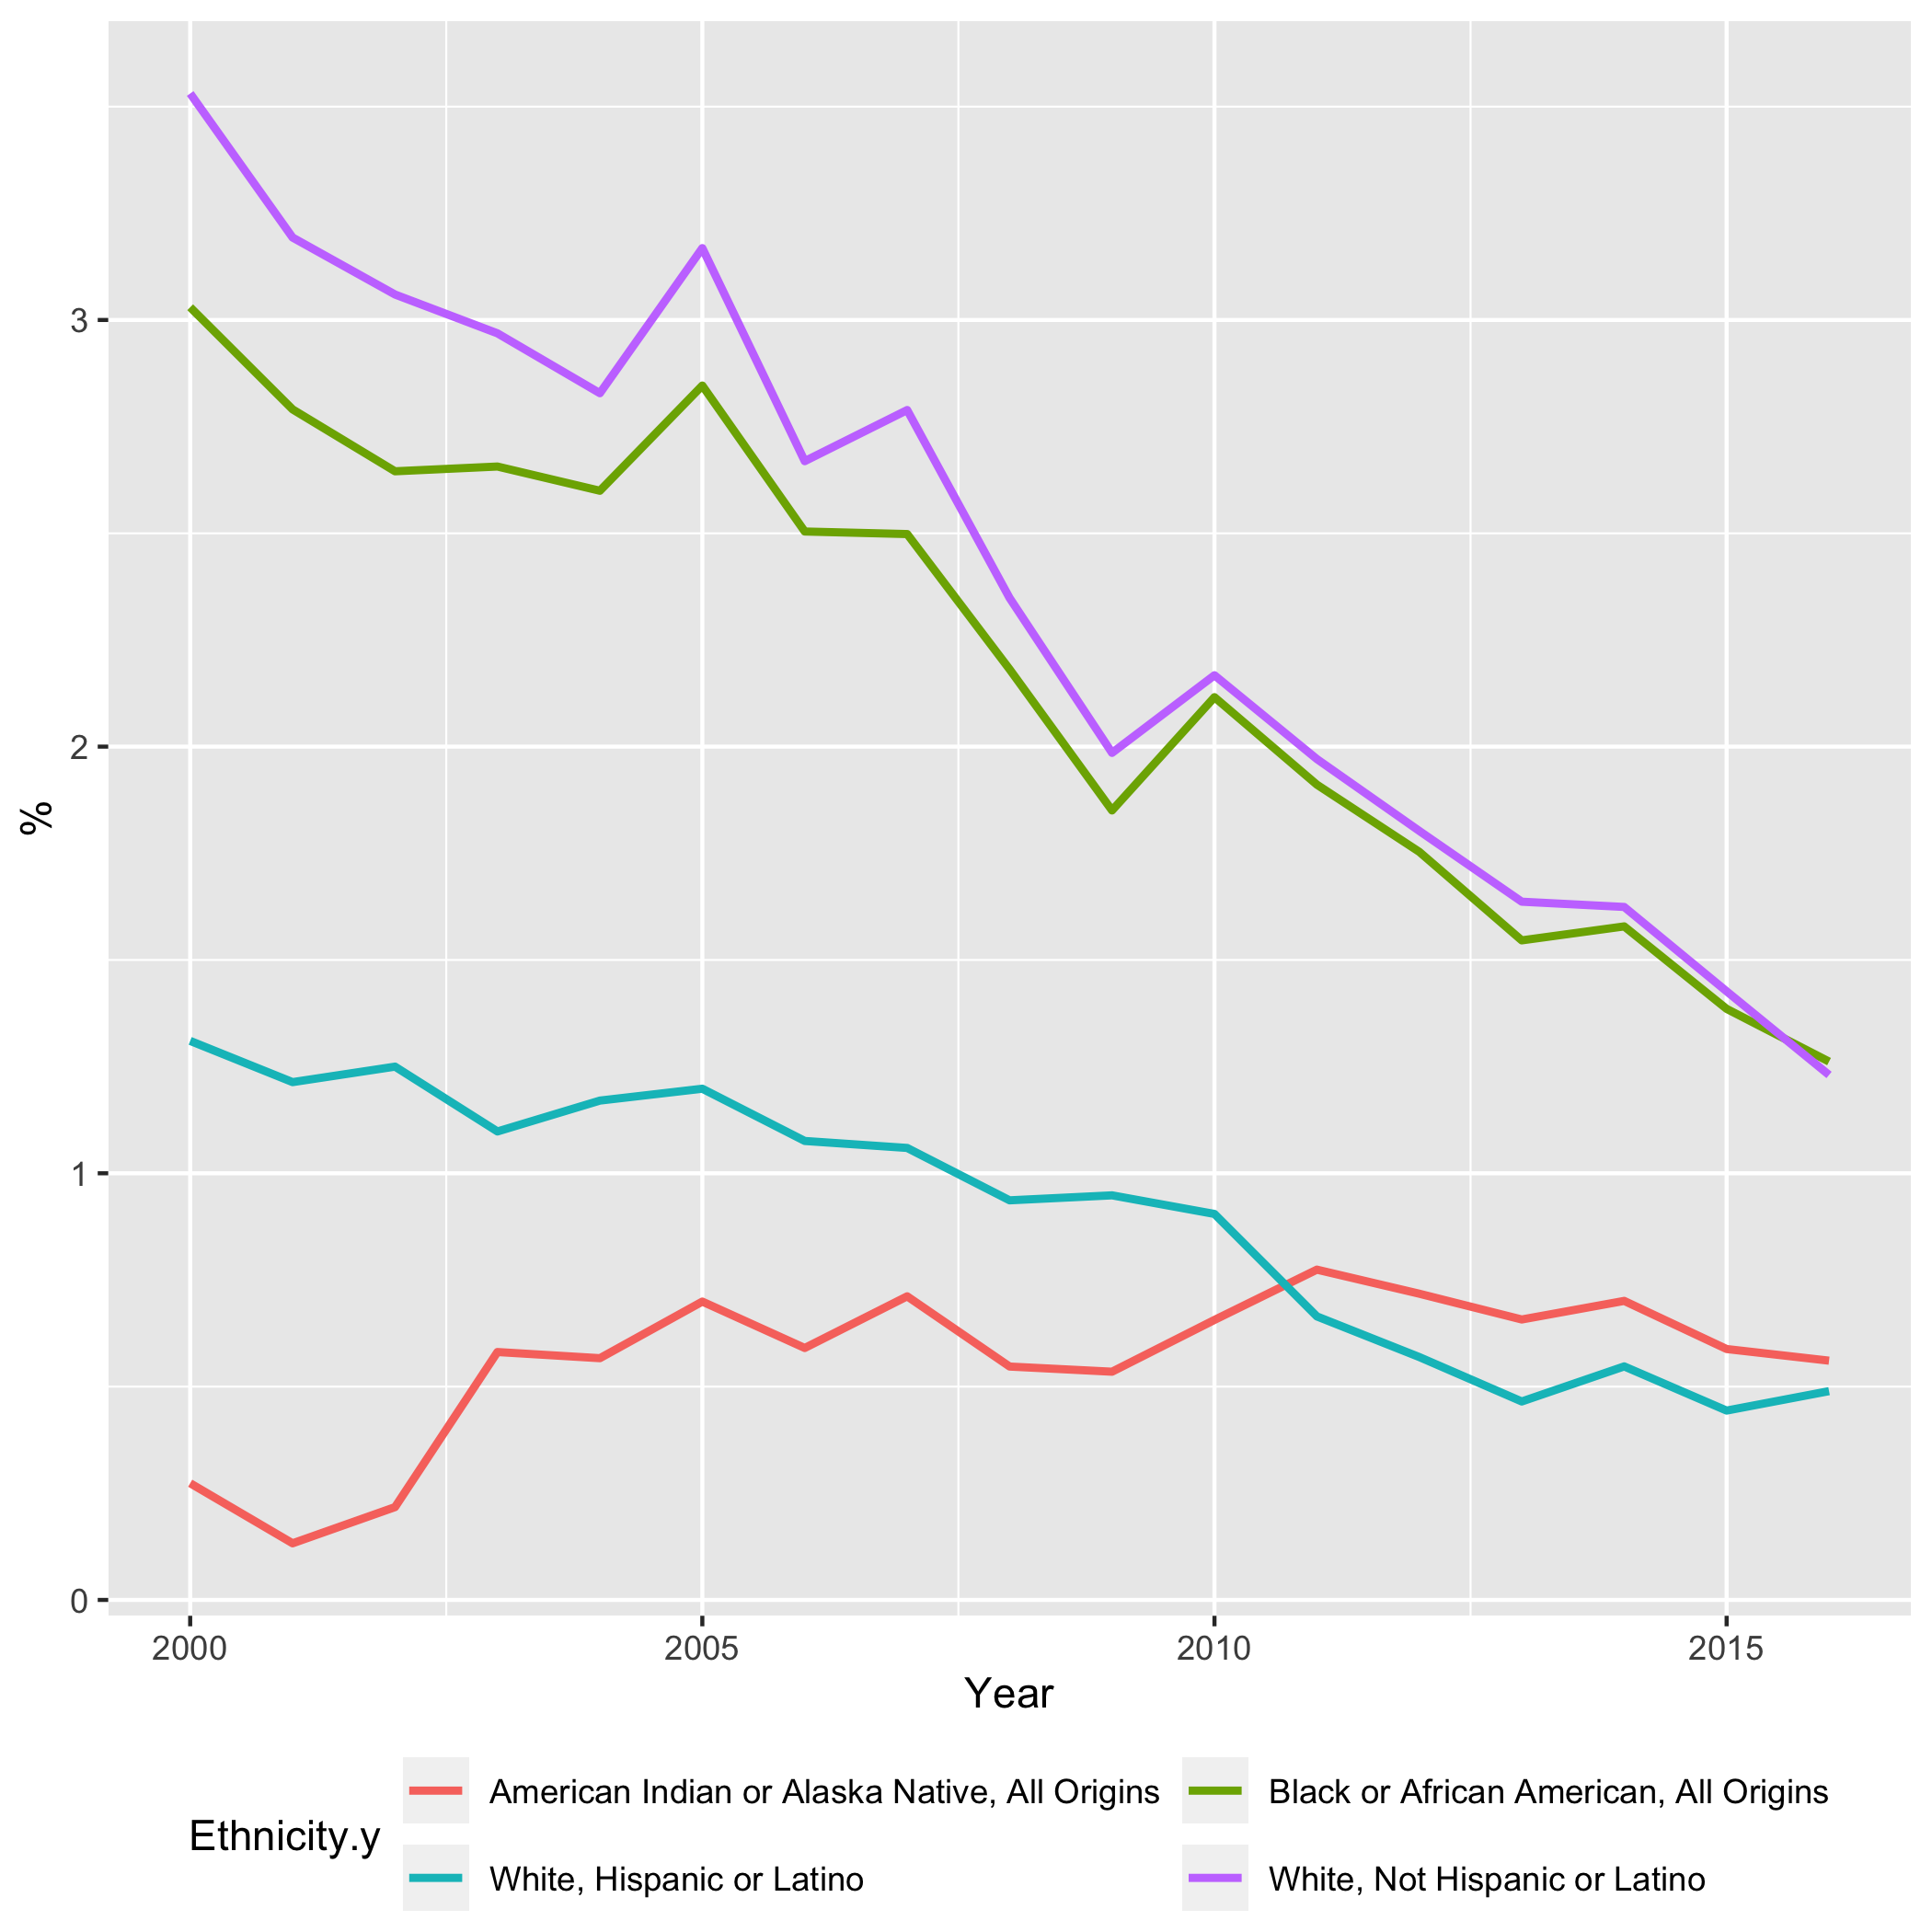 3
2
1
0
%
2000 2005 2010 2015
Year
Ethnicity.y
American Indian or Alaska Native, All Origins
Black or African American, All Origins
White, Hispanic or Latino
White, Not Hispanic or Latino